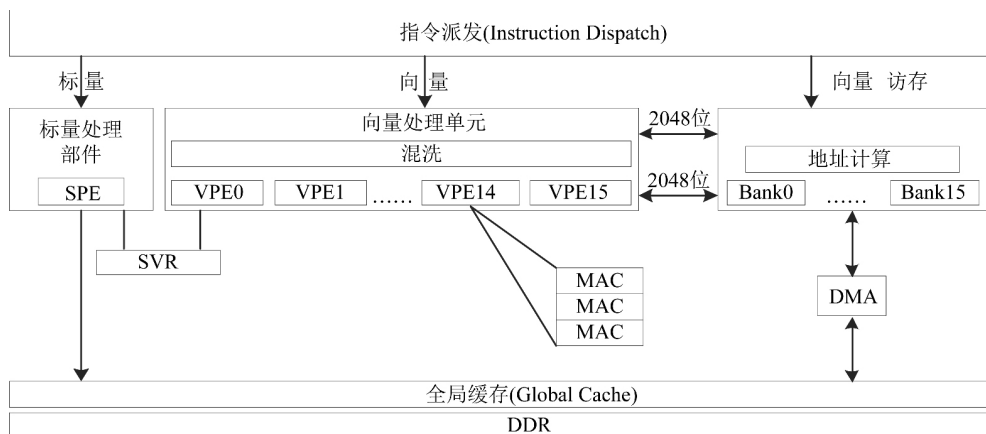 指令派发(Instruction Dispatch)
标量
向量
向量 访存
标量处理
部件
SPE
向量处理单元
混洗
VPE0 VPE1 …… VPE14 VPE15
2048位
2048位
地址计算
Bank0 …… Bank15
SVR
MAC
MAC
MAC
DMA
全局缓存(Global Cache)
DDR